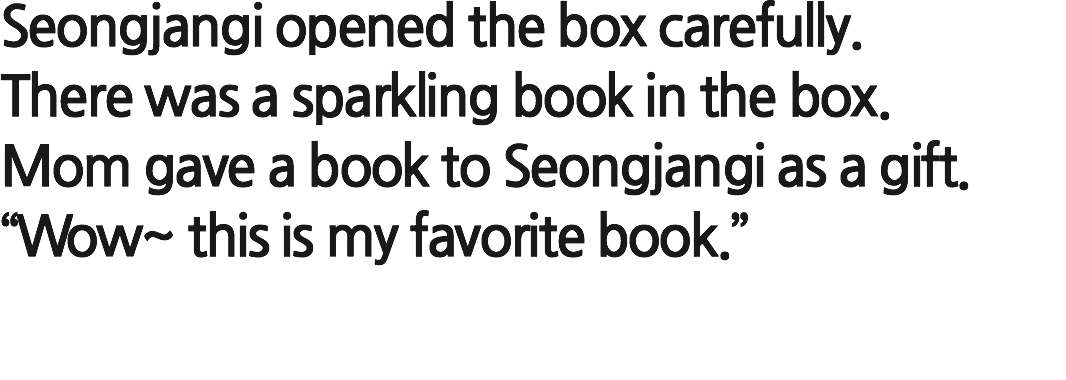 Seongjangi opened the box carefully.
There was a sparkling book in the box.
Mom gave a book to Seongjangi as a gift.
“Wow~ this is my favorite book.”